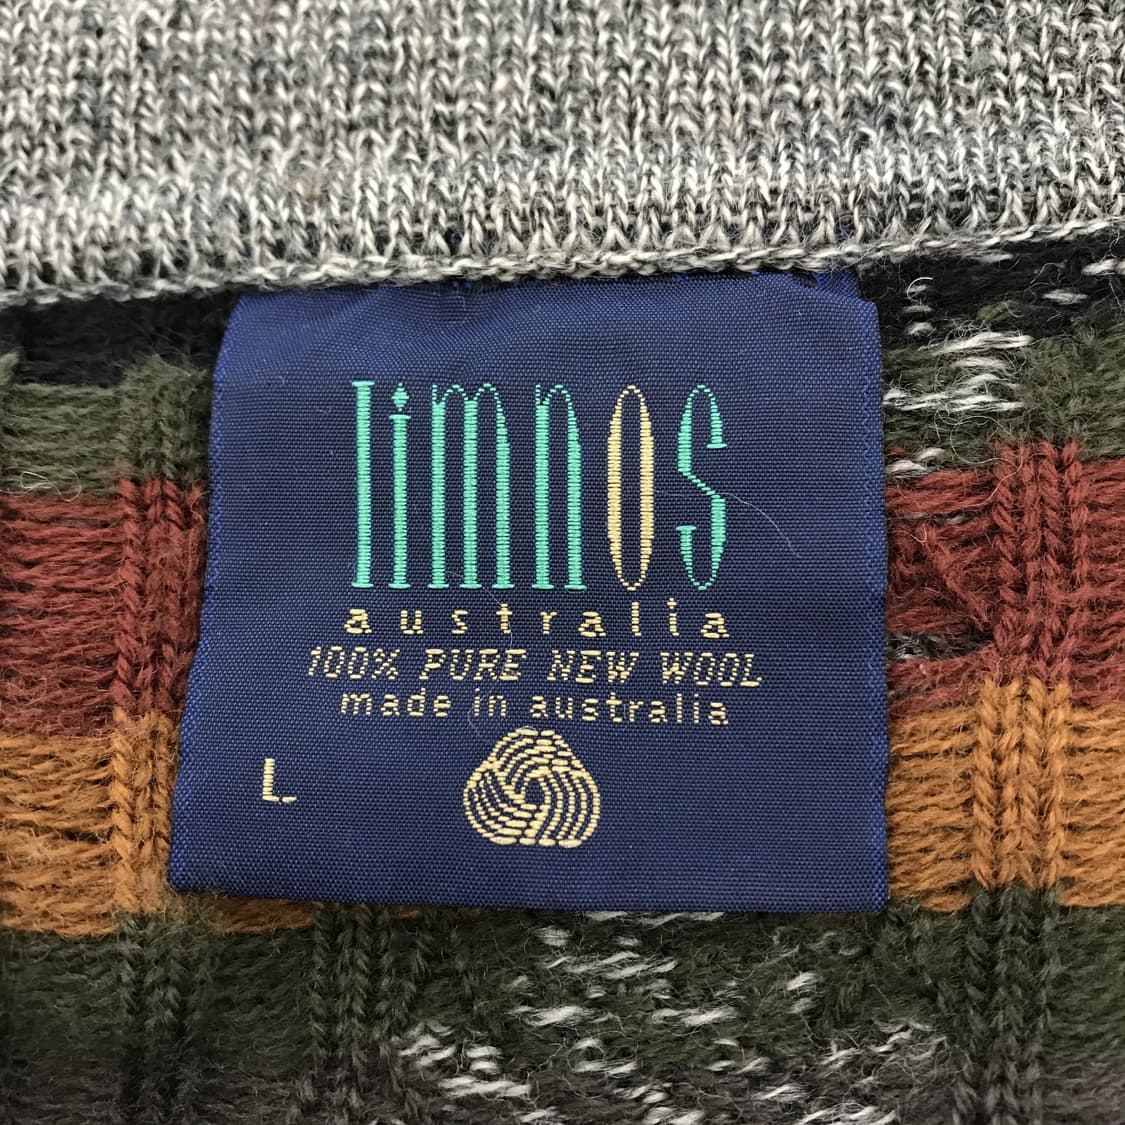 limnos
australia
100% PURE NEW WOOL
made in australia
L